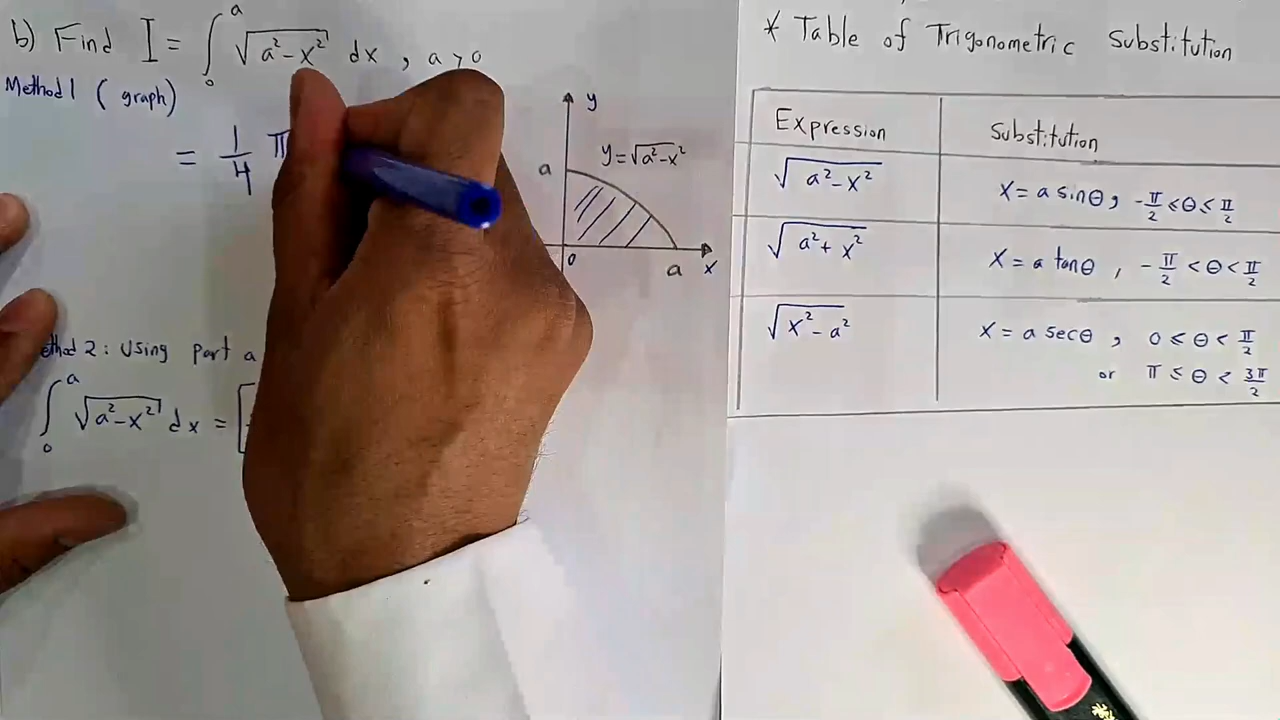 b) Find I = ∫₀ᵃ √(a²-x²) dx , a > 0
Method 1 ( graph)
= 1/4 π
y
a
y=√(a²-x²)
0
a
x
ethod 2: Using part a
∫₀ᵃ √(a²-x²) dx = [
* Table of Trigonometric Substitution
Expression Substitution
√(a²-x²) x = a sinθ, -π/2 ≤ θ ≤ π/2
√(a²+x²) x = a tanθ , -π/2 < θ < π/2
√(x²-a²) x = a secθ , 0 ≤ θ < π/2
or π ≤ θ < 3π/2